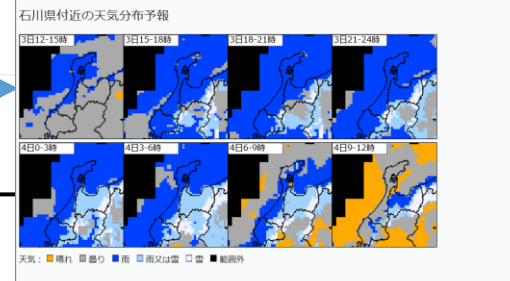 石川県付近の天気分布予報
3日12-15時 3日15-18時 3日18-21時 3日21-24時
4日0-3時 4日3-6時 4日6-9時 4日9-12時
天気： 晴れ 曇り 雨 雨又は雪 雪 範囲外